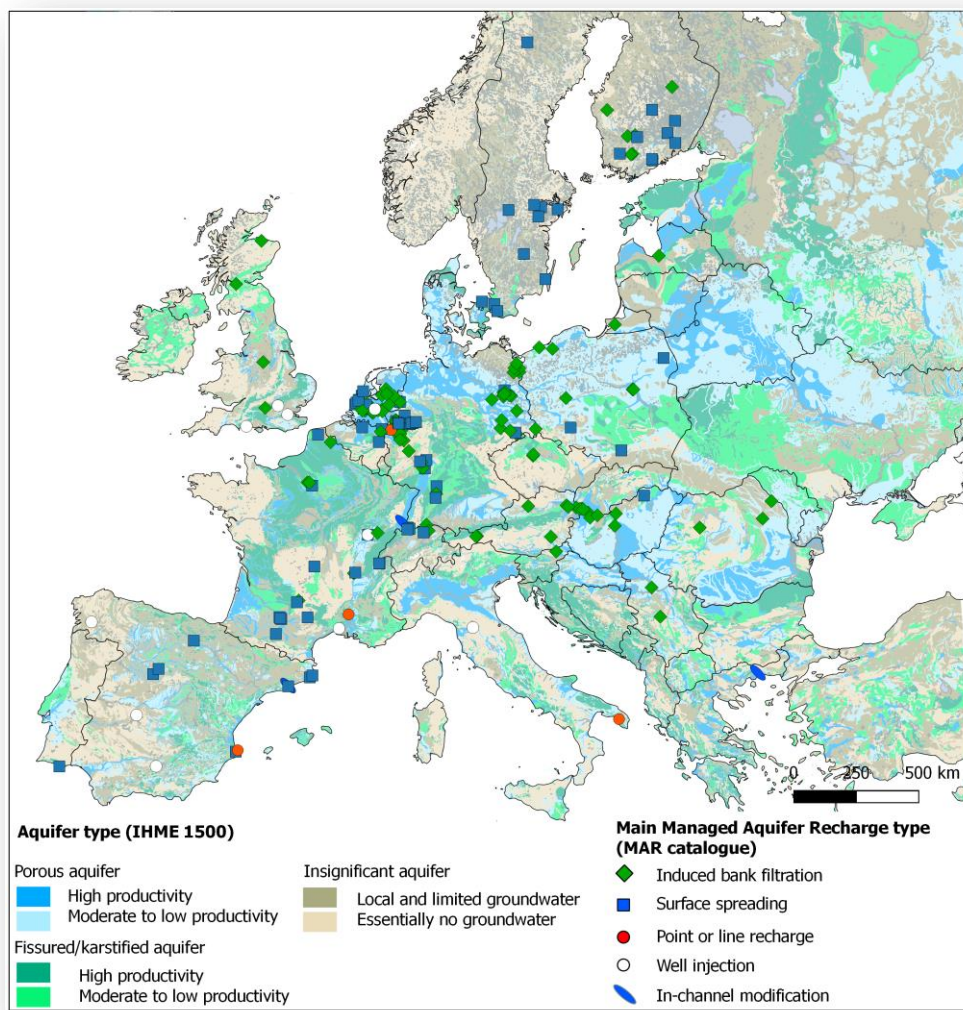 0 250 500 km
Aquifer type (IHME 1500)
Porous aquifer
High productivity
Moderate to low productivity
Fissured/karstified aquifer
High productivity
Moderate to low productivity
Insignificant aquifer
Local and limited groundwater
Essentially no groundwater
Main Managed Aquifer Recharge type
(MAR catalogue)
Induced bank filtration
Surface spreading
Point or line recharge
Well injection
In-channel modification